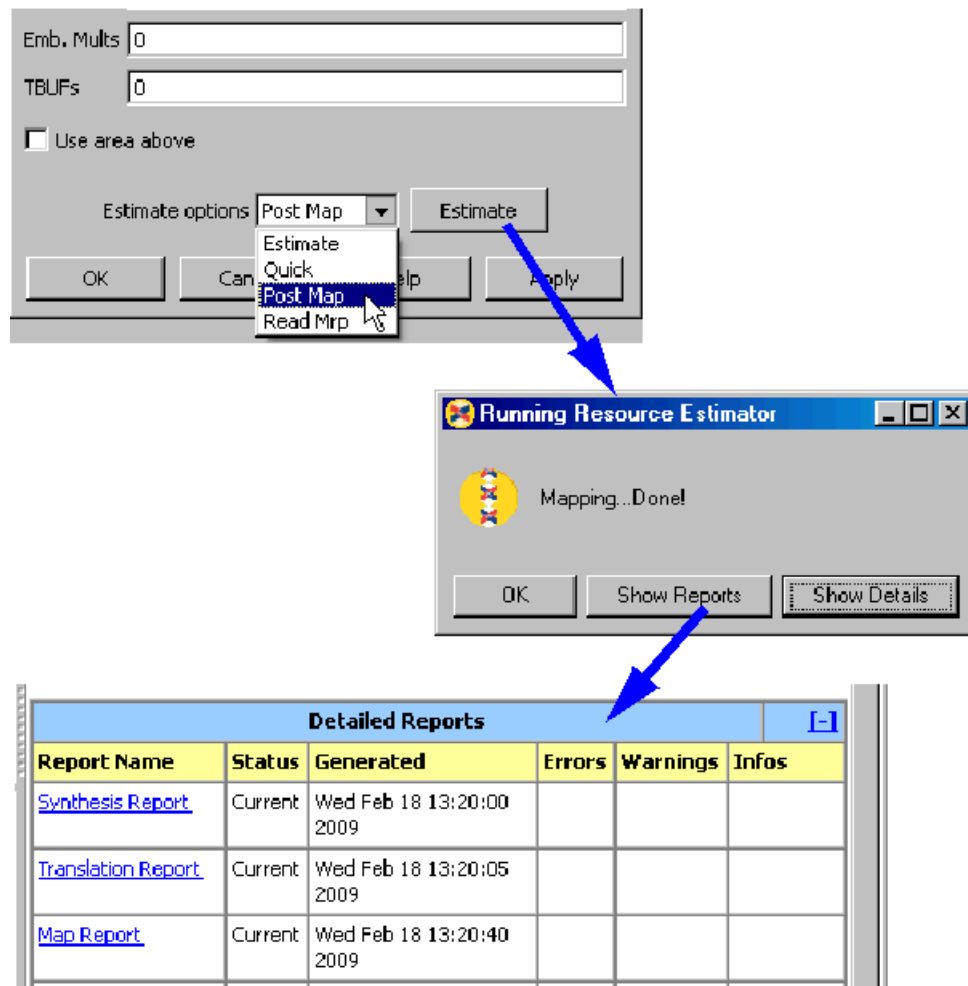 Emb. Mults 0
TBUFs 0
Use area above
Estimate options Post Map Estimate
Estimate
Quick
Post Map
Read Mrp
OK Can elp Apply
Running Resource Estimator
Mapping...Done!
OK Show Reports Show Details
Detailed Reports [-]
Report Name Status Generated Errors Warnings Infos
Synthesis Report Current Wed Feb 18 13:20:00
2009
Translation Report Current Wed Feb 18 13:20:05
2009
Map Report Current Wed Feb 18 13:20:40
2009